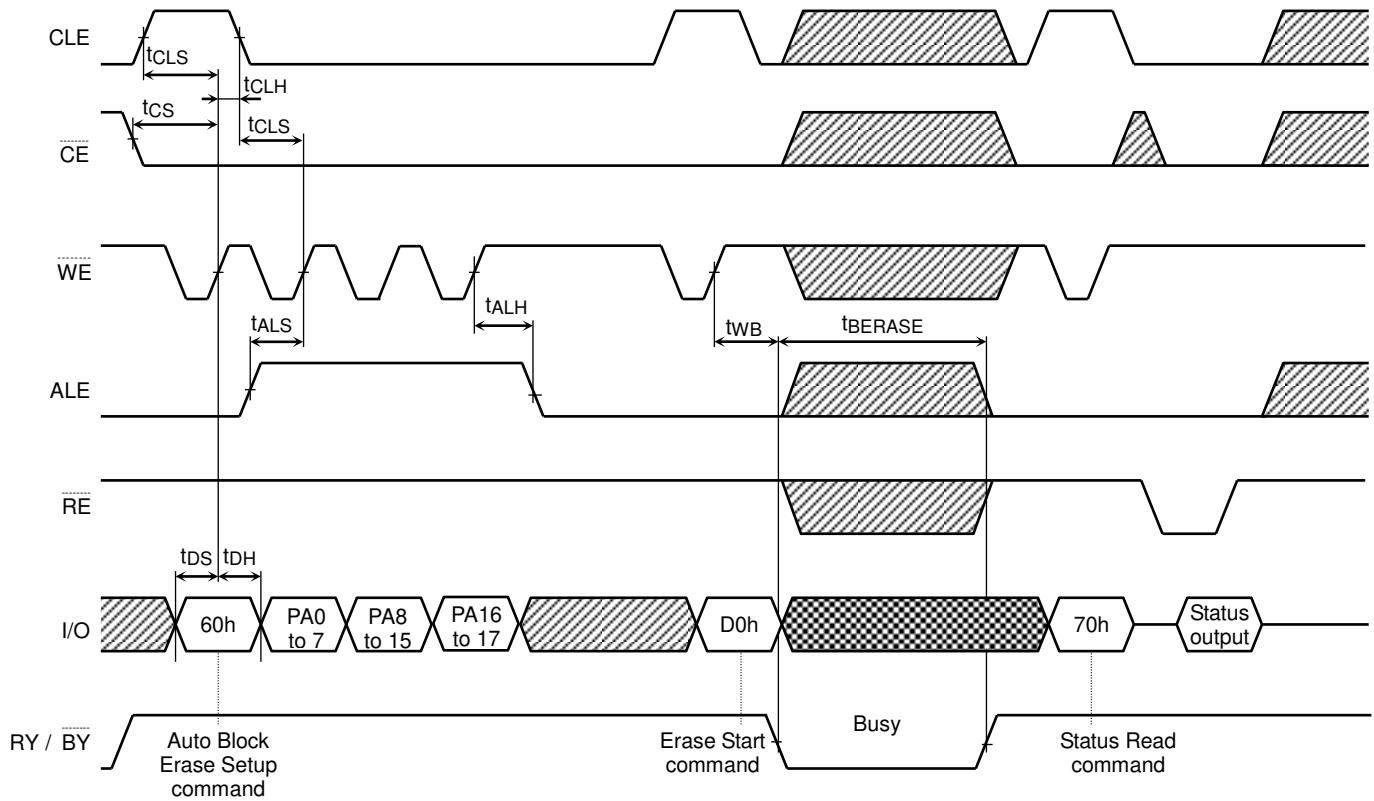 CLE
tCLS
tCLH
tCS
tCLS
CE
WE
tALS
tALH
tWB
tBERASE
ALE
RE
tDS
tDH
I/O
60h
PA0
to 7
PA8
to 15
PA16
to 17
D0h
70h
Status
output
RY / BY
Busy
Auto Block
Erase Setup
command
Erase Start
command
Status Read
command